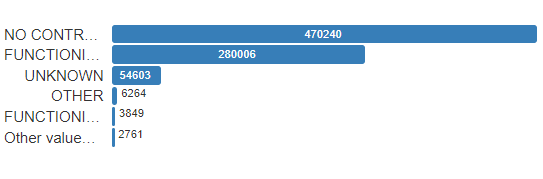 NO CONTR... 470240
FUNCTIONI... 280006
UNKNOWN 54603
OTHER 6264
FUNCTIONI... 3849
Other value... 2761